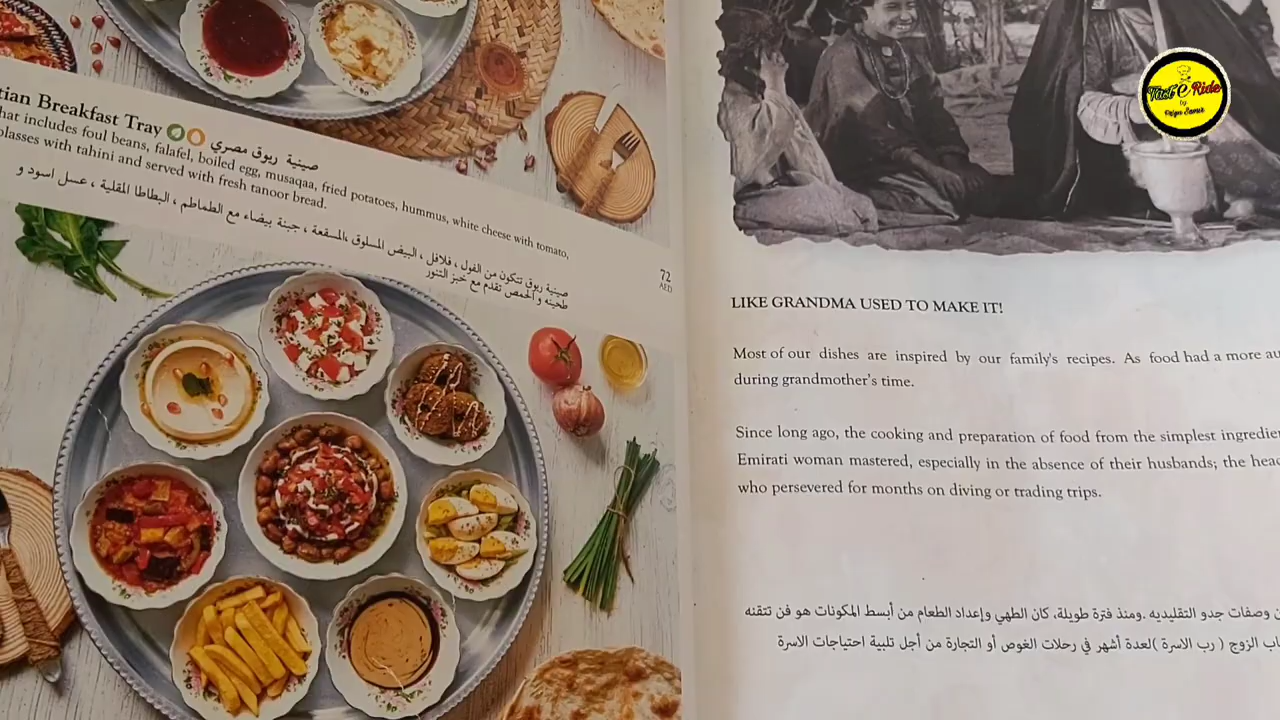 tian Breakfast Tray صينية ريوق مصري
hat includes foul beans, falafel, boiled egg, musaqaa, fried potatoes, hummus, white cheese with tomato,
lasses with tahini and served with fresh tanoor bread.
صينية ريوق تتكون من الفول ، فلافل ، البيض المسلوق ،المسقعة ، جبنة بيضاء مع الطماطم ، البطاطا المقلية ، عسل اسود و
طحينه و الحمص تقدم مع خبز التنور
72
AED
LIKE GRANDMA USED TO MAKE IT!
Most of our dishes are inspired by our family's recipes. As food had a more au
during grandmother's time.
Since long ago, the cooking and preparation of food from the simplest ingredien
Emirati woman mastered, especially in the absence of their husbands; the head
who persevered for months on diving or trading trips.
ن وصفات جدو التقليديه .ومنذ فترة طويلة، كان الطهي وإعداد الطعام من أبسط المكونات هو فن تتقنه
اب الزوج ( رب الاسرة )لعدة أشهر في رحلات الغوص أو التجارة من أجل تلبية احتياجات الاسرة
Ride
by